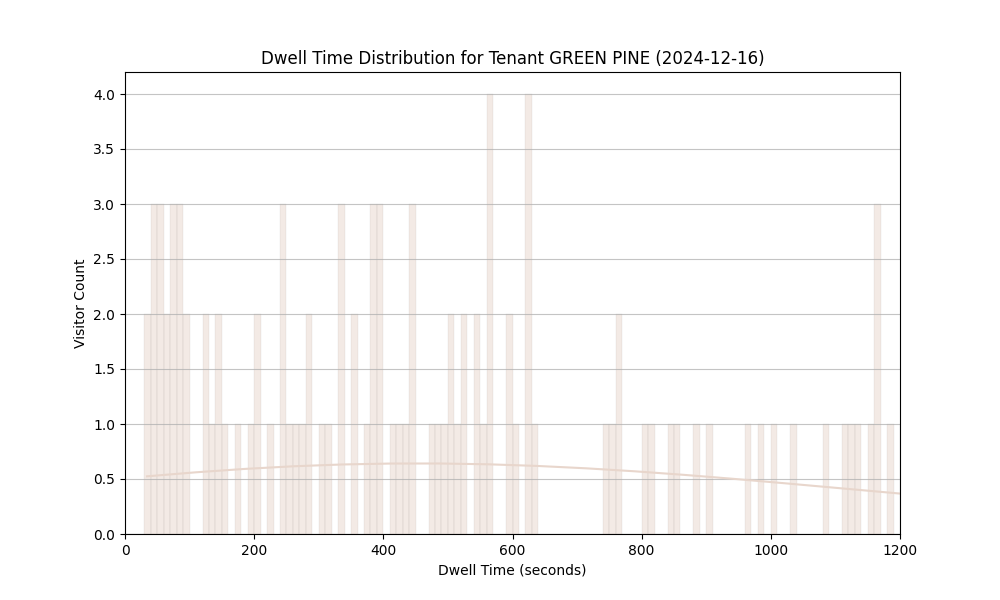 Dwell Time Distribution for Tenant GREEN PINE (2024-12-16)
4.0
3.5
3.0
2.5
2.0
1.5
1.0
0.5
0.0
Visitor Count
0 200 400 600 800 1000 1200
Dwell Time (seconds)